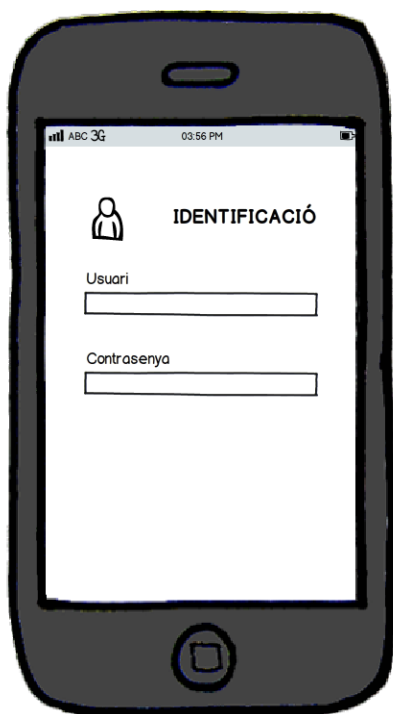 ABC 3G 03:56 PM
IDENTIFICACIÓ
Usuari
Contrasenya